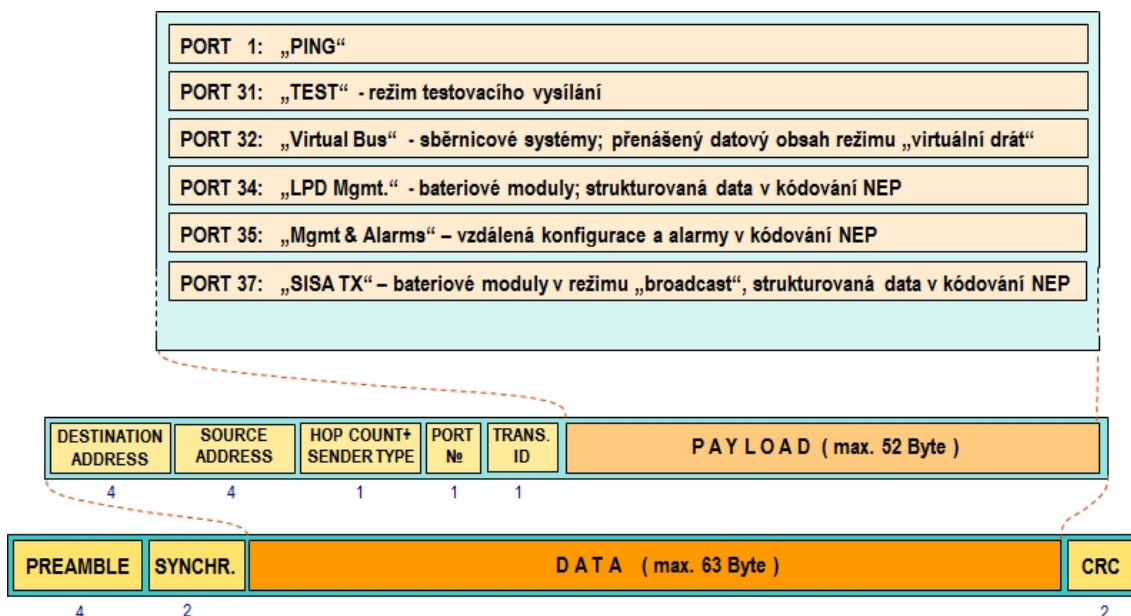 PORT 1: „PING“
PORT 31: „TEST“ - režim testovacího vysílání
PORT 32: „Virtual Bus“ - sběrnicové systémy; přenášený datový obsah režimu „virtuální drát“
PORT 34: „LPD Mgmt.“ - bateriové moduly; strukturovaná data v kódování NEP
PORT 35: „Mgmt & Alarms“ – vzdálená konfigurace a alarmy v kódování NEP
PORT 37: „SISA TX“ – bateriové moduly v režimu „broadcast“, strukturovaná data v kódování NEP
DESTINATION ADDRESS
SOURCE ADDRESS
HOP COUNT+ SENDER TYPE
PORT №
TRANS. ID
PAYLOAD ( max. 52 Byte )
4 4 1 1 1
PREAMBLE SYNCHR. DATA ( max. 63 Byte ) CRC
4 2 2